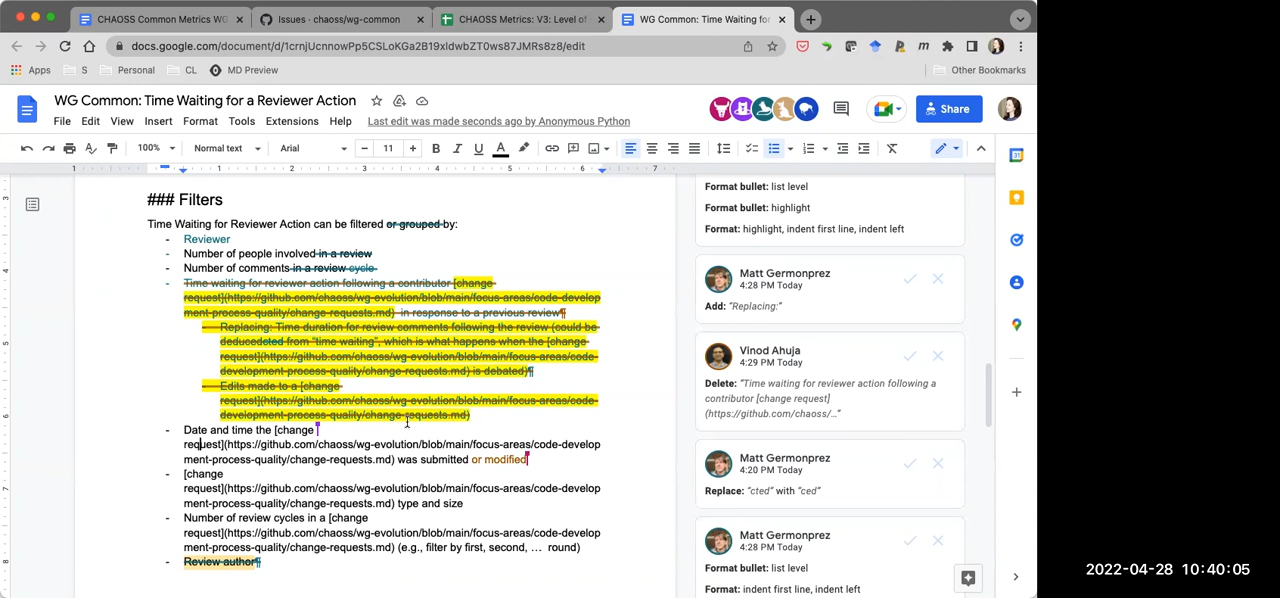 CHAOSS Common Metrics WG
Issues · chaoss/wg-common
CHAOSS Metrics: V3: Level of
WG Common: Time Waiting for
docs.google.com/document/d/1crnjUcnnowPp5CSLoKGa2B19xIdwbZT0ws87JMRs8z8/edit
Apps S Personal CL MD Preview Other Bookmarks
WG Common: Time Waiting for a Reviewer Action
File Edit View Insert Format Tools Extensions Help Last edit was made seconds ago by Anonymous Python
Share
100% Normal text Arial 11
1 1 2 3 4 5 6 7
### Filters
Time Waiting for Reviewer Action can be filtered or grouped by:
- Reviewer
- Number of people involved in a review
- Number of comments in a review cycle
- Time waiting for reviewer action following a contributor [change
request](https://github.com/chaoss/wg-evolution/blob/main/focus-areas/code-develop
ment-process-quality/change-requests.md) in response to a previous review¶
- Replacing: Time duration for review comments following the review (could be
deducedcted from "time waiting", which is what happens when the [change
request](https://github.com/chaoss/wg-evolution/blob/main/focus-areas/code-
development-process-quality/change-requests.md) is debated)¶
- Edits made to a [change
request](https://github.com/chaoss/wg-evolution/blob/main/focus-areas/code-
development-process-quality/change-requests.md)
- Date and time the [change
request](https://github.com/chaoss/wg-evolution/blob/main/focus-areas/code-develop
ment-process-quality/change-requests.md) was submitted or modified
- [change
request](https://github.com/chaoss/wg-evolution/blob/main/focus-areas/code-develop
ment-process-quality/change-requests.md) type and size
- Number of review cycles in a [change
request](https://github.com/chaoss/wg-evolution/blob/main/focus-areas/code-develop
ment-process-quality/change-requests.md) (e.g., filter by first, second, … round)
- Review author¶
3
4
5
6
7
8
Format bullet: list level
Format bullet: highlight
Format: highlight, indent first line, indent left
Matt Germonprez
4:28 PM Today
Add: "Replacing:"
Vinod Ahuja
4:29 PM Today
Delete: "Time waiting for reviewer action following a
contributor [change request]
(https://github.com/chaoss/..."
Matt Germonprez
4:20 PM Today
Replace: "cted" with "ced"
Matt Germonprez
4:28 PM Today
Format bullet: list level
Format: indent first line, indent left
2022-04-28 10:40:05